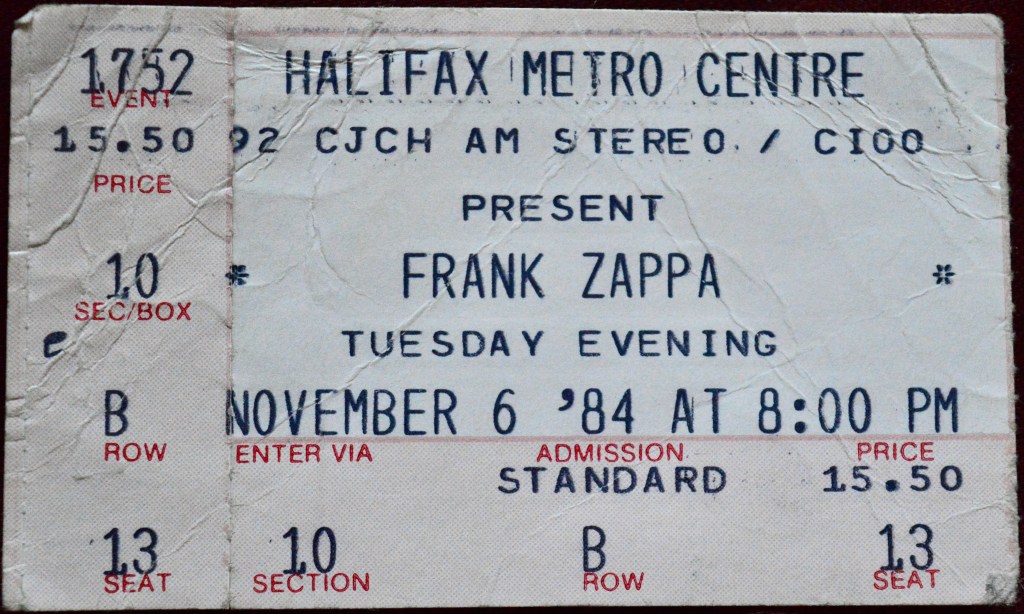 1752
EVENT
15.50
PRICE
10
SEC/BOX
e
B
ROW
13
SEAT
HALIFAX METRO CENTRE
92 CJCH AM STEREO / CIOO
PRESENT
* FRANK ZAPPA *
TUESDAY EVENING
NOVEMBER 6 '84 AT 8:00 PM
ENTER VIA ADMISSION PRICE
STANDARD 15.50
10 B 13
SECTION ROW SEAT